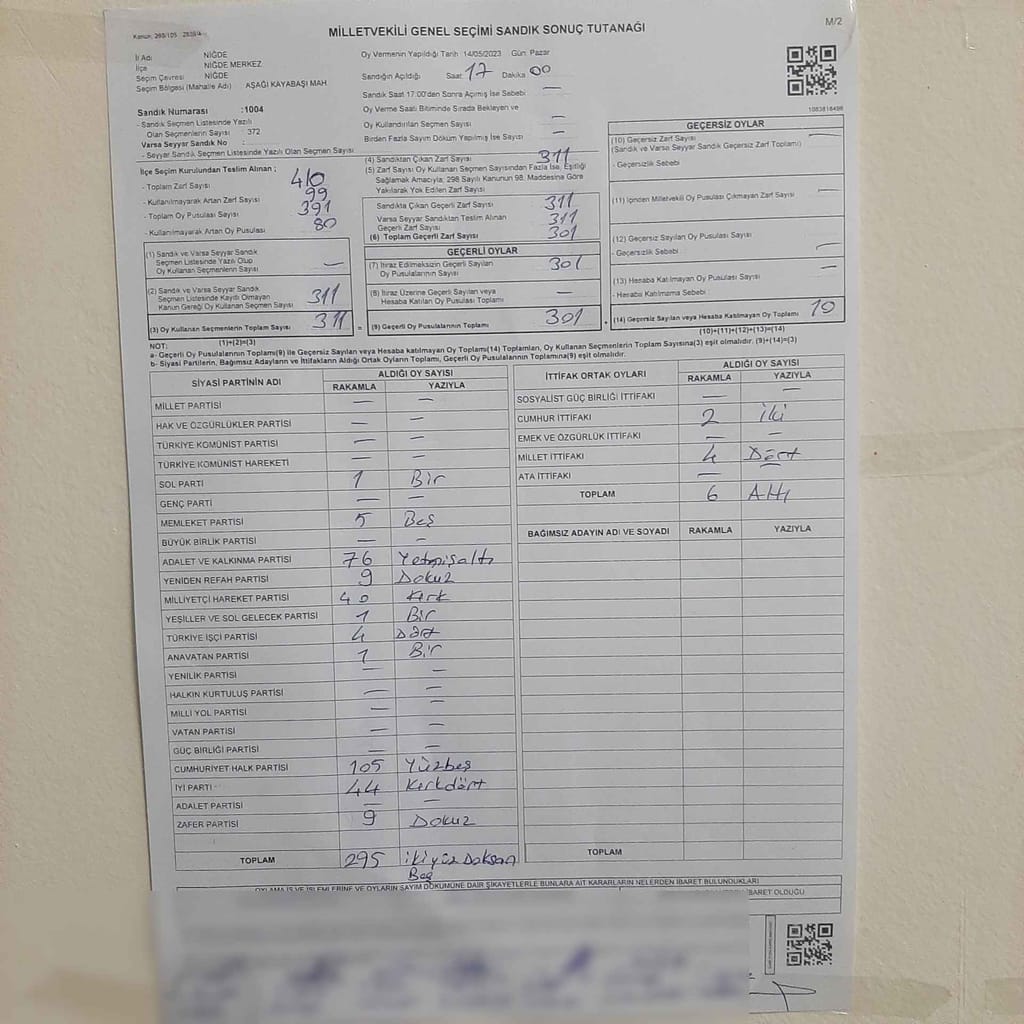 MİLLETVEKİLİ GENEL SEÇİMİ SANDIK SONUÇ TUTANAĞI
M/2
İl Adı NİĞDE
İlçe NİĞDE MERKEZ
Seçim Çevresi NİĞDE
Seçim Bölgesi (Mahalle Adı) AŞAĞI KAYABAŞI MAH
Sandık Numarası :1004
- Sandık Seçmen Listesinde Yazılı
Olan Seçmenlerin Sayısı : 372
Varsa Seyyar Sandık No :
- Seyyar Sandık Seçmen Listesinde Yazılı Olan Seçmen Sayısı
Oy Vermenin Yapıldığı Tarih 14/05/2023 Gün: Pazar
Sandığın Açıldığı Saat 17 Dakika 00
Sandık Saat 17:00'den Sonra Açımış İse Sebebi —
Oy Verme Saati Bitiminde Sırada Bekleyen ve
Oy Kullandırılan Seçmen Sayısı —
Birden Fazla Sayım Döküm Yapılmış İse Sayısı —
1083818498
İlçe Seçim Kurulundan Teslim Alınan ;
- Toplam Zarf Sayısı 410
- Kullanılmayarak Artan Zarf Sayısı 99
- Toplam Oy Pusulası Sayısı 391
- Kullanılmayarak Artan Oy Pusulası 80
(1) Sandık ve Varsa Seyyar Sandık
Seçmen Listesinde Yazılı Olup
Oy Kullanan Seçmenlerin Sayısı —
(2) Sandık ve Varsa Seyyar Sandık
Seçmen Listesinde Kayıtlı Olmayan
Kanun Gereği Oy Kullanan Seçmen Sayısı 311
(3) Oy Kullanan Seçmenlerin Toplam Sayısı 311 =
(1)+(2)=(3)
(4) Sandıktan Çıkan Zarf Sayısı 311
(5) Zarf Sayısı Oy Kullanan Seçmen Sayısından Fazla İse, Eşitliği
Sağlamak Amacıyla; 298 Sayılı Kanunun 98. Maddesine Göre
Yakılarak Yok Edilen Zarf Sayısı
Sandıkta Çıkan Geçerli Zarf Sayısı 311
Varsa Seyyar Sandıktan Teslim Alınan
Geçerli Zarf Sayısı 311
(6) Toplam Geçerli Zarf Sayısı 301
GEÇERLİ OYLAR
(7) İtiraz Edilmeksizin Geçerli Sayılan
Oy Pusulalarının Sayısı 301
(8) İtiraz Üzerine Geçerli Sayılan veya
Hesaba Katılan Oy Pusulası Toplamı —
(9) Geçerli Oy Pusulalarının Toplamı 301 +
GEÇERSİZ OYLAR
(10) Geçersiz Zarf Sayısı —
(Sandık ve Varsa Seyyar Sandık Geçersiz Zarf Toplamı)
- Geçersizlik Sebebi
(11) İçinden Milletvekili Oy Pusulası Çıkmayan Zarf Sayısı —
(12) Geçersiz Sayılan Oy Pusulası Sayısı
- Geçersizlik Sebebi —
(13) Hesaba Katılmayan Oy Pusulası Sayısı —
- Hesaba Katılmama Sebebi
(14) Geçersiz Sayılan veya Hesaba Katılmayan Oy Toplamı 10
(10)+(11)+(12)+(13)=(14)
NOT:
a- Geçerli Oy Pusulalarının Toplamı(9) ile Geçersiz Sayılan veya Hesaba katılmayan Oy Toplamı(14) Toplamları, Oy Kullanan Seçmenlerin Toplam Sayısına(3) eşit olmalıdır. (9)+(14)=(3)
b- Siyasi Partilerin, Bağımsız Adayların ve İttifakların Aldığı Ortak Oyların Toplamı, Geçerli Oy Pusulalarının Toplamına(9) eşit olmalıdır.
SİYASİ PARTİNİN ADI ALDIĞI OY SAYISI
RAKAMLA YAZIYLA
MİLLET PARTİSİ — —
HAK VE ÖZGÜRLÜKLER PARTİSİ — —
TÜRKİYE KOMÜNİST PARTİSİ — —
TÜRKİYE KOMÜNİST HAREKETİ — —
SOL PARTİ 1 Bir
GENÇ PARTİ — —
MEMLEKET PARTİSİ 5 Beş
BÜYÜK BİRLİK PARTİSİ — —
ADALET VE KALKINMA PARTİSİ 76 Yetmişaltı
YENİDEN REFAH PARTİSİ 9 Dokuz
MİLLİYETÇİ HAREKET PARTİSİ 40 Kırk
YEŞİLLER VE SOL GELECEK PARTİSİ 1 Bir
TÜRKİYE İŞÇİ PARTİSİ 4 Dört
ANAVATAN PARTİSİ 1 Bir
YENİLİK PARTİSİ — —
HALKIN KURTULUŞ PARTİSİ — —
MİLLİ YOL PARTİSİ — —
VATAN PARTİSİ — —
GÜÇ BİRLİĞİ PARTİSİ — —
CUMHURİYET HALK PARTİSİ 105 Yüzbeş
İYİ PARTİ 44 Kırkdört
ADALET PARTİSİ — —
ZAFER PARTİSİ 9 Dokuz
TOPLAM 295 ikiyüz Doksan
Beş
İTTİFAK ORTAK OYLARI ALDIĞI OY SAYISI
RAKAMLA YAZIYLA
SOSYALİST GÜÇ BİRLİĞİ İTTİFAKI — —
CUMHUR İTTİFAKI 2 iki
EMEK VE ÖZGÜRLÜK İTTİFAKI — —
MİLLET İTTİFAKI 4 Dört
ATA İTTİFAKI — —
TOPLAM 6 Altı
BAĞIMSIZ ADAYIN ADI VE SOYADI RAKAMLA YAZIYLA
TOPLAM
OYLAMA İŞ VE İŞLEMLERİNE VE OYLARIN SAYIM DÖKÜMÜNE DAİR ŞİKAYETLERLE BUNLARA AİT KARARLARIN NELERDEN İBARET BULUNDUKLARI
İBARET OLDUĞU